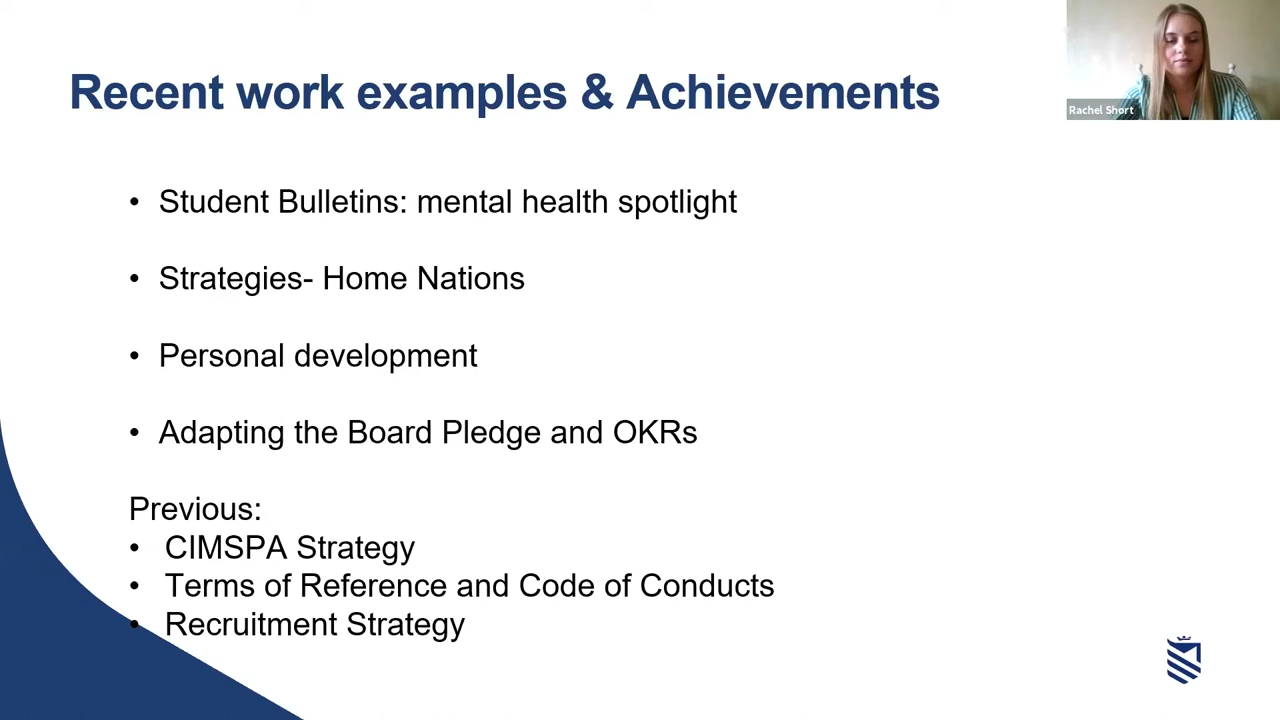 Recent work examples & Achievements
Rachel Short
• Student Bulletins: mental health spotlight
• Strategies- Home Nations
• Personal development
• Adapting the Board Pledge and OKRs
Previous:
• CIMSPA Strategy
• Terms of Reference and Code of Conducts
• Recruitment Strategy